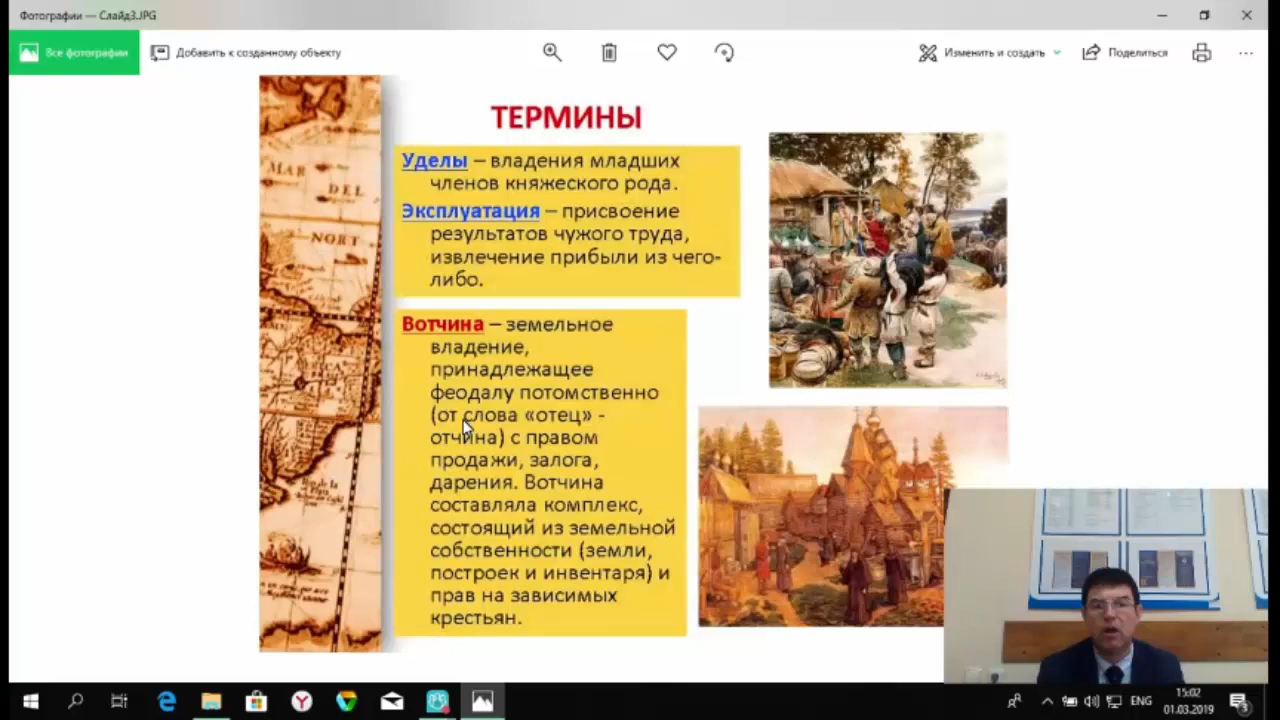 Фотографии — Слайд3.JPG
Все фотографии
Добавить к созданному объекту
Изменить и создать
Поделиться
ТЕРМИНЫ
Уделы – владения младших
членов княжеского рода.
Эксплуатация – присвоение
результатов чужого труда,
извлечение прибыли из чего-
либо.
Вотчина – земельное
владение,
принадлежащее
феодалу потомственно
(от слова «отец» -
отчина) с правом
продажи, залога,
дарения. Вотчина
составляла комплекс,
состоящий из земельной
собственности (земли,
построек и инвентаря) и
прав на зависимых
крестьян.
MAR
DEL
NORT
ENG
15:02
01.03.2019
3